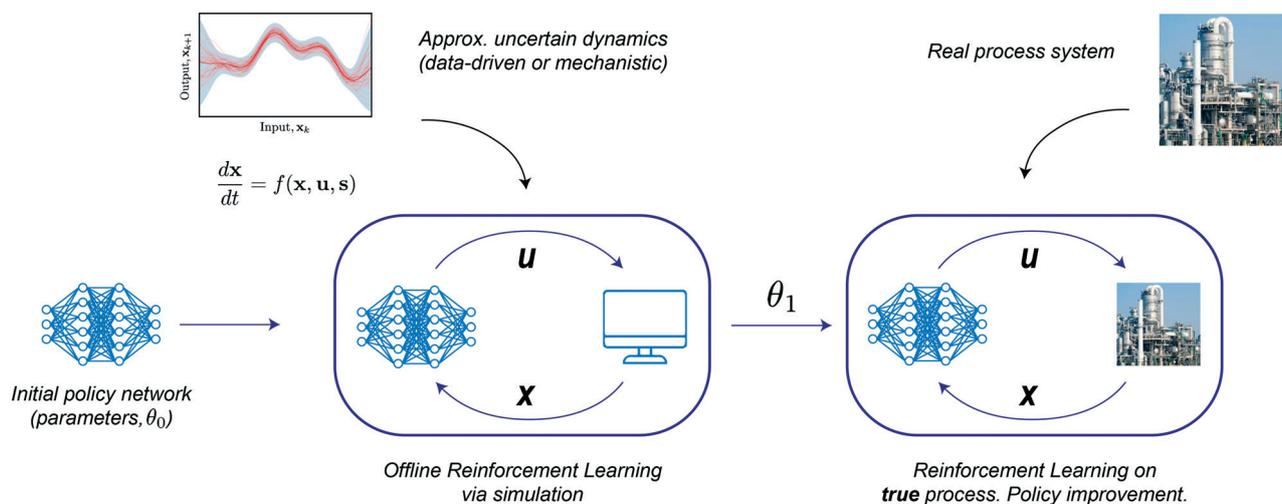 Output, x_{k+1}
Input, x_k
Approx. uncertain dynamics
(data-driven or mechanistic)
Real process system
dx/dt = f(x, u, s)
u
x
θ_1
u
x
Initial policy network
(parameters, θ_0)
Offline Reinforcement Learning
via simulation
Reinforcement Learning on
true process. Policy improvement.